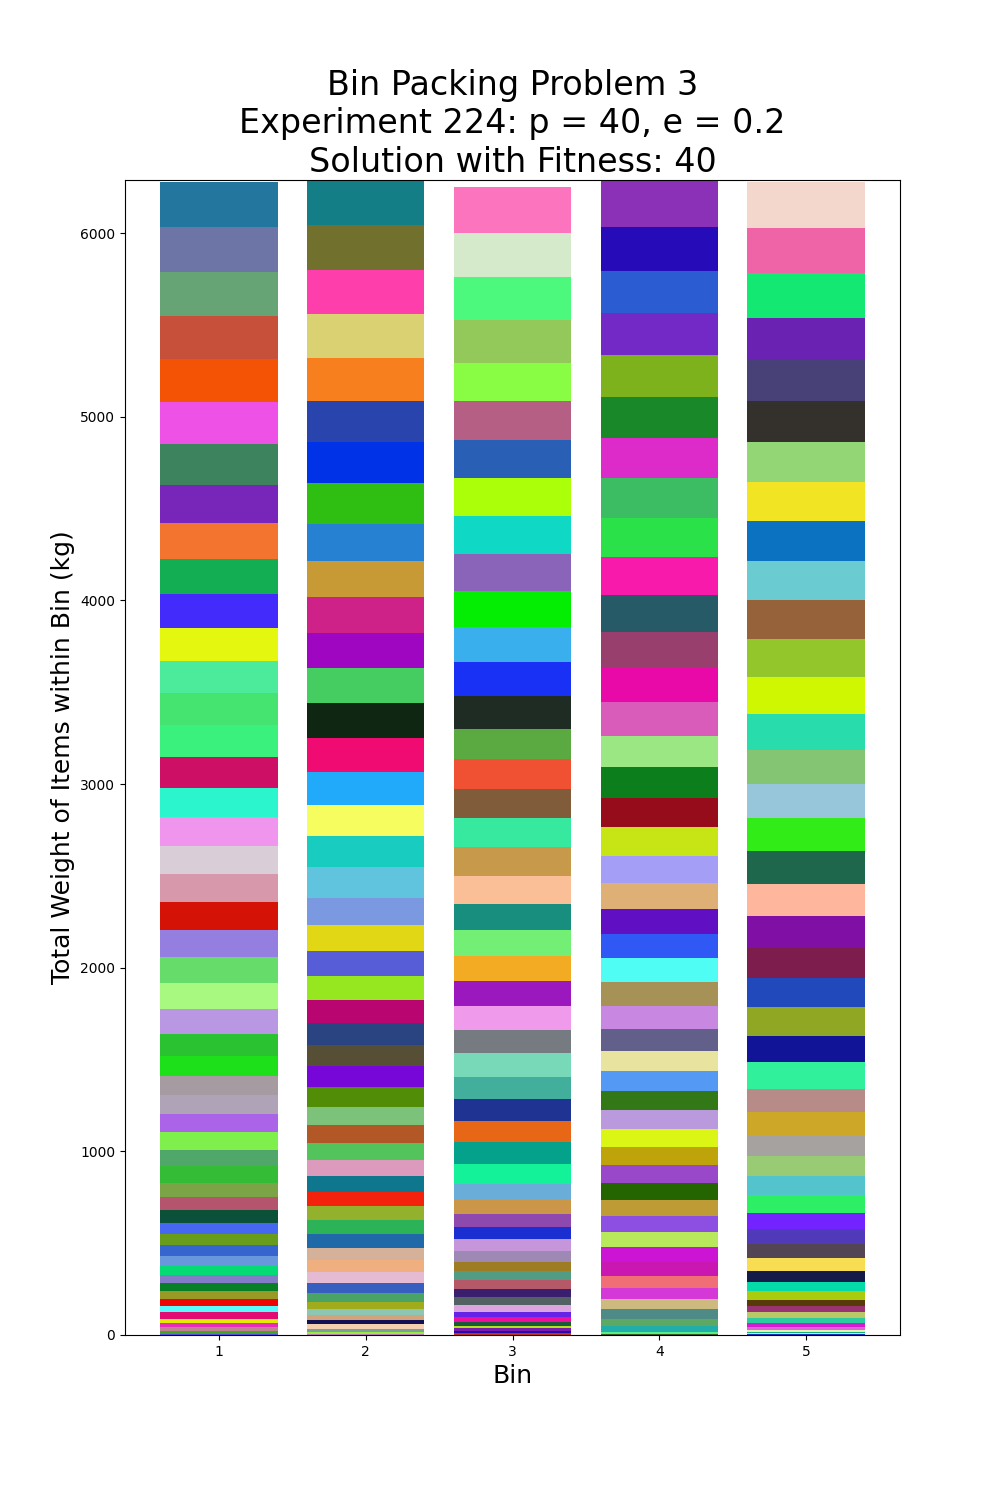 Bin Packing Problem 3
Experiment 224: p = 40, e = 0.2
Solution with Fitness: 40
Total Weight of Items within Bin (kg)
6000
5000
4000
3000
2000
1000
0
1 2 3 4 5
Bin